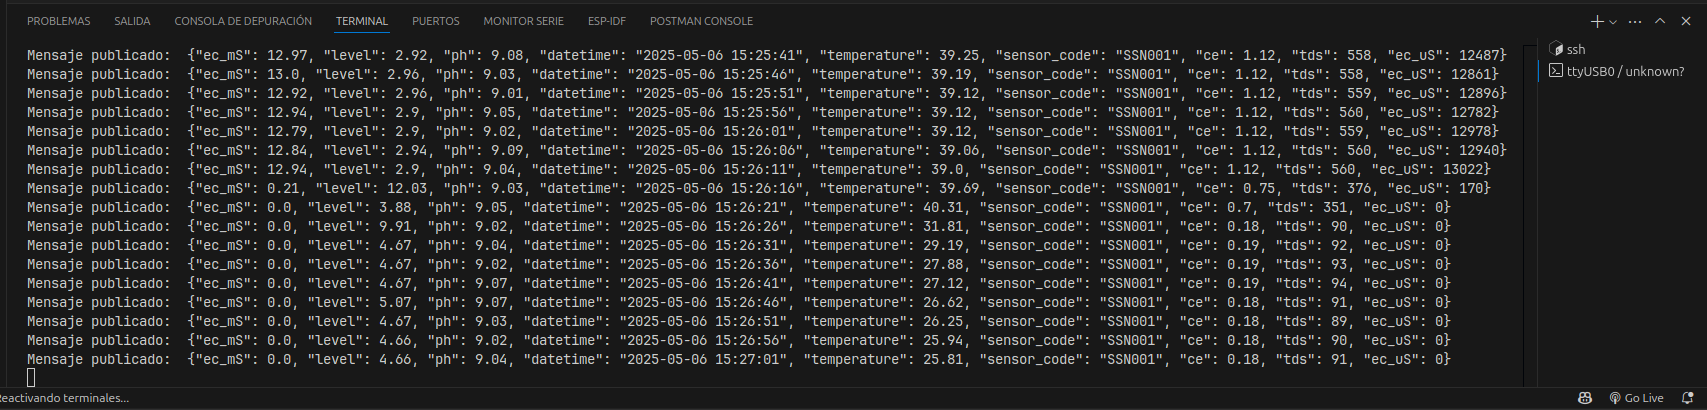 PROBLEMAS SALIDA CONSOLA DE DEPURACIÓN TERMINAL PUERTOS MONITOR SERIE ESP-IDF POSTMAN CONSOLE
Mensaje publicado:  {"ec_mS": 12.97, "level": 2.92, "ph": 9.08, "datetime": "2025-05-06 15:25:41", "temperature": 39.25, "sensor_code": "SSN001", "ce": 1.12, "tds": 558, "ec_uS": 12487}
Mensaje publicado:  {"ec_mS": 13.0, "level": 2.96, "ph": 9.03, "datetime": "2025-05-06 15:25:46", "temperature": 39.19, "sensor_code": "SSN001", "ce": 1.12, "tds": 558, "ec_uS": 12861}
Mensaje publicado:  {"ec_mS": 12.92, "level": 2.96, "ph": 9.01, "datetime": "2025-05-06 15:25:51", "temperature": 39.12, "sensor_code": "SSN001", "ce": 1.12, "tds": 559, "ec_uS": 12896}
Mensaje publicado:  {"ec_mS": 12.94, "level": 2.9, "ph": 9.05, "datetime": "2025-05-06 15:25:56", "temperature": 39.12, "sensor_code": "SSN001", "ce": 1.12, "tds": 560, "ec_uS": 12782}
Mensaje publicado:  {"ec_mS": 12.79, "level": 2.9, "ph": 9.02, "datetime": "2025-05-06 15:26:01", "temperature": 39.12, "sensor_code": "SSN001", "ce": 1.12, "tds": 559, "ec_uS": 12978}
Mensaje publicado:  {"ec_mS": 12.84, "level": 2.94, "ph": 9.09, "datetime": "2025-05-06 15:26:06", "temperature": 39.06, "sensor_code": "SSN001", "ce": 1.12, "tds": 560, "ec_uS": 12940}
Mensaje publicado:  {"ec_mS": 12.94, "level": 2.9, "ph": 9.04, "datetime": "2025-05-06 15:26:11", "temperature": 39.0, "sensor_code": "SSN001", "ce": 1.12, "tds": 560, "ec_uS": 13022}
Mensaje publicado:  {"ec_mS": 0.21, "level": 12.03, "ph": 9.03, "datetime": "2025-05-06 15:26:16", "temperature": 39.69, "sensor_code": "SSN001", "ce": 0.75, "tds": 376, "ec_uS": 170}
Mensaje publicado:  {"ec_mS": 0.0, "level": 3.88, "ph": 9.05, "datetime": "2025-05-06 15:26:21", "temperature": 40.31, "sensor_code": "SSN001", "ce": 0.7, "tds": 351, "ec_uS": 0}
Mensaje publicado:  {"ec_mS": 0.0, "level": 9.91, "ph": 9.02, "datetime": "2025-05-06 15:26:26", "temperature": 31.81, "sensor_code": "SSN001", "ce": 0.18, "tds": 90, "ec_uS": 0}
Mensaje publicado:  {"ec_mS": 0.0, "level": 4.67, "ph": 9.04, "datetime": "2025-05-06 15:26:31", "temperature": 29.19, "sensor_code": "SSN001", "ce": 0.19, "tds": 92, "ec_uS": 0}
Mensaje publicado:  {"ec_mS": 0.0, "level": 4.67, "ph": 9.02, "datetime": "2025-05-06 15:26:36", "temperature": 27.88, "sensor_code": "SSN001", "ce": 0.19, "tds": 93, "ec_uS": 0}
Mensaje publicado:  {"ec_mS": 0.0, "level": 4.67, "ph": 9.07, "datetime": "2025-05-06 15:26:41", "temperature": 27.12, "sensor_code": "SSN001", "ce": 0.19, "tds": 94, "ec_uS": 0}
Mensaje publicado:  {"ec_mS": 0.0, "level": 5.07, "ph": 9.07, "datetime": "2025-05-06 15:26:46", "temperature": 26.62, "sensor_code": "SSN001", "ce": 0.18, "tds": 91, "ec_uS": 0}
Mensaje publicado:  {"ec_mS": 0.0, "level": 4.67, "ph": 9.03, "datetime": "2025-05-06 15:26:51", "temperature": 26.25, "sensor_code": "SSN001", "ce": 0.18, "tds": 89, "ec_uS": 0}
Mensaje publicado:  {"ec_mS": 0.0, "level": 4.66, "ph": 9.02, "datetime": "2025-05-06 15:26:56", "temperature": 25.94, "sensor_code": "SSN001", "ce": 0.18, "tds": 90, "ec_uS": 0}
Mensaje publicado:  {"ec_mS": 0.0, "level": 4.66, "ph": 9.04, "datetime": "2025-05-06 15:27:01", "temperature": 25.81, "sensor_code": "SSN001", "ce": 0.18, "tds": 91, "ec_uS": 0}
ssh
ttyUSB0 / unknown?
eactivando terminales...
Go Live